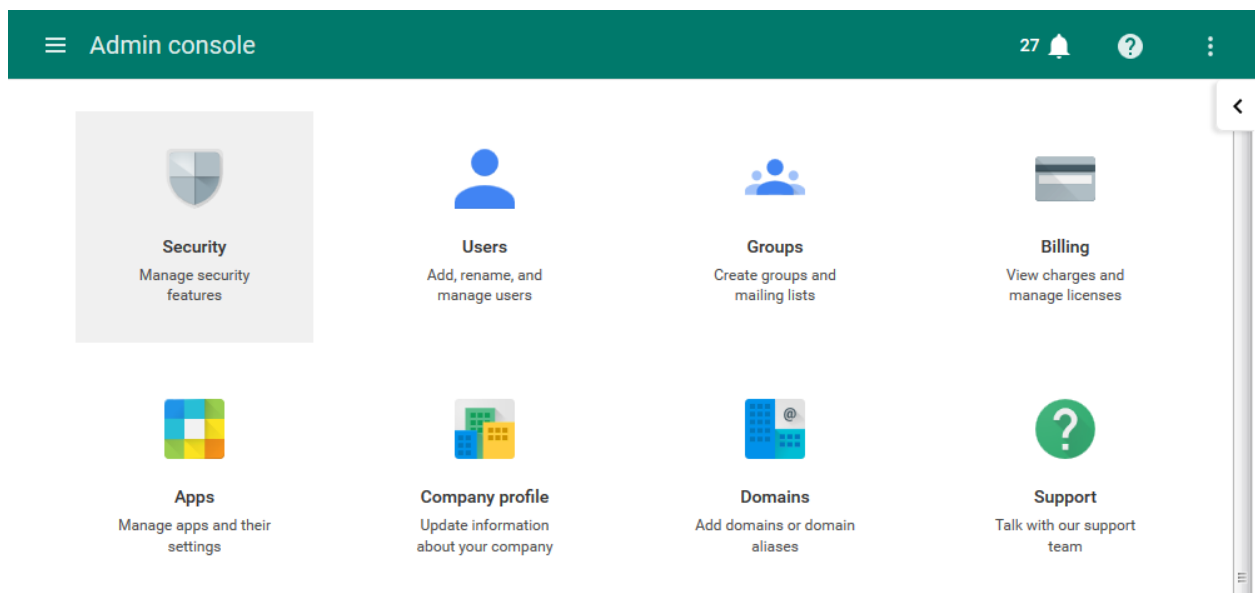 Admin console
27
Security
Manage security
features
Users
Add, rename, and
manage users
Groups
Create groups and
mailing lists
Billing
View charges and
manage licenses
Apps
Manage apps and their
settings
Company profile
Update information
about your company
@
Domains
Add domains or domain
aliases
?
Support
Talk with our support
team